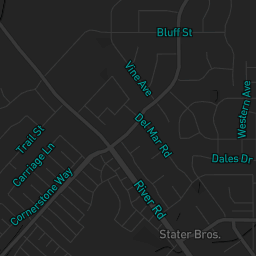 Bluff St
Vine Ave
Western Ave
Del Mar Rd
Trail St
Dales Dr
Carriage Ln
Cornerstone Way
River Rd
Stater Bros.